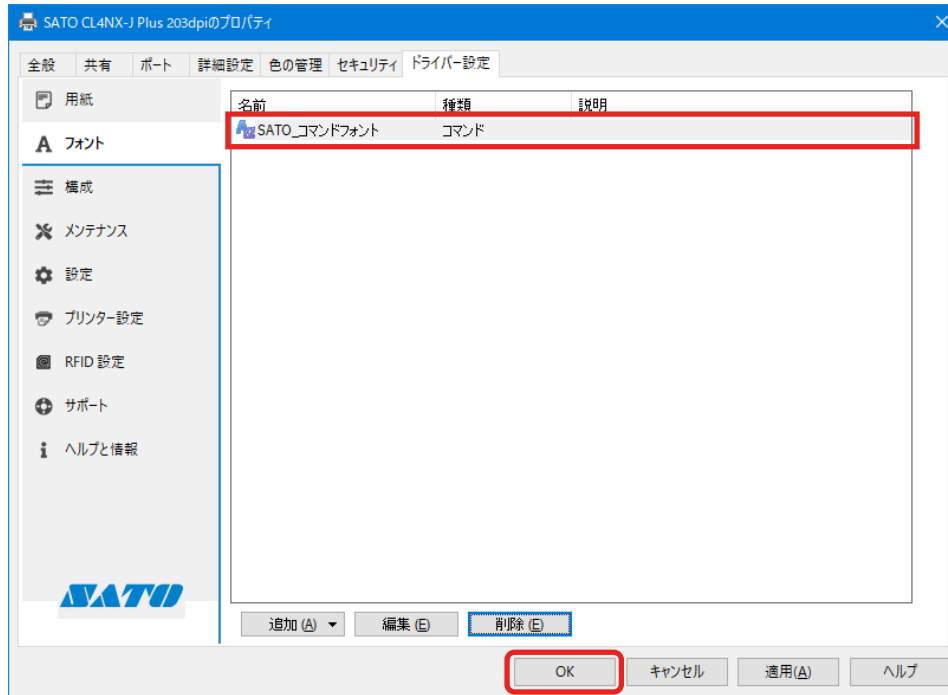 SATO CL4NX-J Plus 203dpiのプロパティ
全般 共有 ポート 詳細設定 色の管理 セキュリティ ドライバー設定
用紙
フォント
構成
メンテナンス
設定
プリンター設定
RFID 設定
サポート
ヘルプと情報
SATO
名前 種類 説明
SATO_コマンドフォント コマンド
追加(A) 編集(E) 削除(E)
OK キャンセル 適用(A) ヘルプ